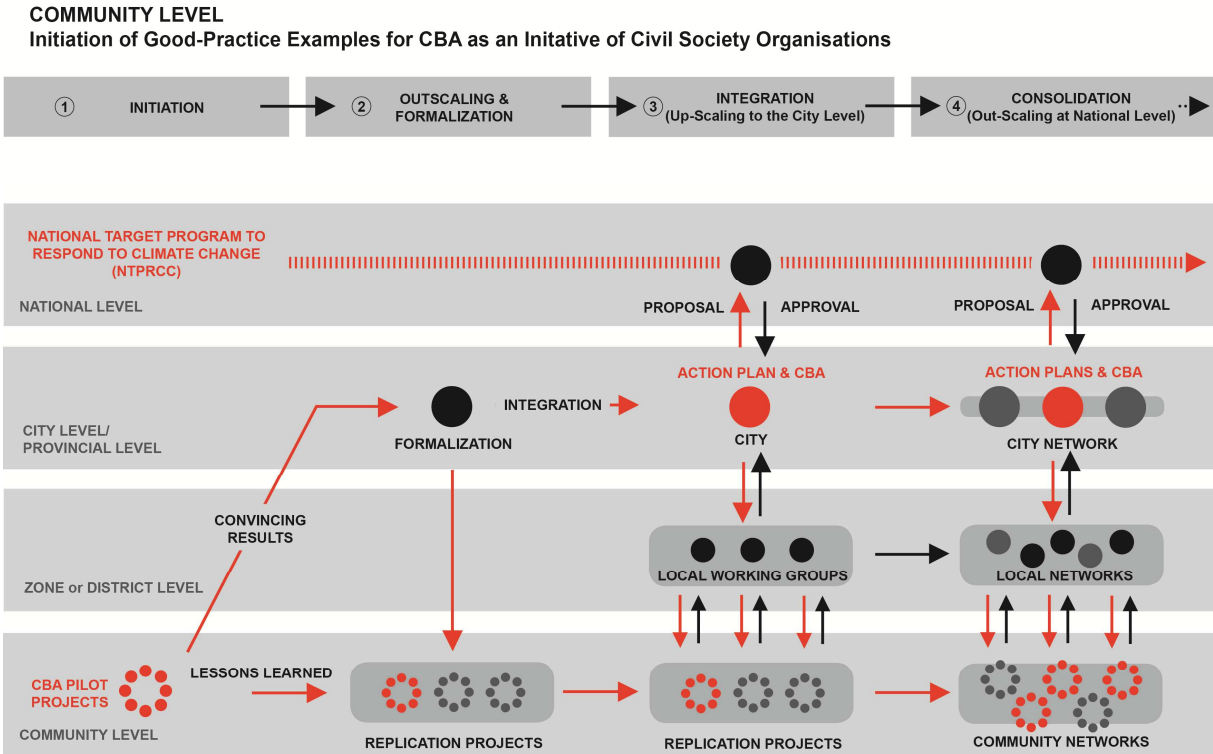 COMMUNITY LEVEL
Initiation of Good-Practice Examples for CBA as an Initative of Civil Society Organisations
1 INITIATION
2 OUTSCALING &
FORMALIZATION
3 INTEGRATION
(Up-Scaling to the City Level)
4 CONSOLIDATION
(Out-Scaling at National Level)
NATIONAL TARGET PROGRAM TO
RESPOND TO CLIMATE CHANGE
(NTPRCC)
NATIONAL LEVEL
PROPOSAL
APPROVAL
PROPOSAL
APPROVAL
ACTION PLAN & CBA
ACTION PLANS & CBA
INTEGRATION
FORMALIZATION
CITY
CITY NETWORK
CITY LEVEL/
PROVINCIAL LEVEL
CONVINCING
RESULTS
LOCAL WORKING GROUPS
LOCAL NETWORKS
ZONE or DISTRICT LEVEL
LESSONS LEARNED
CBA PILOT
PROJECTS
COMMUNITY LEVEL
REPLICATION PROJECTS
REPLICATION PROJECTS
COMMUNITY NETWORKS